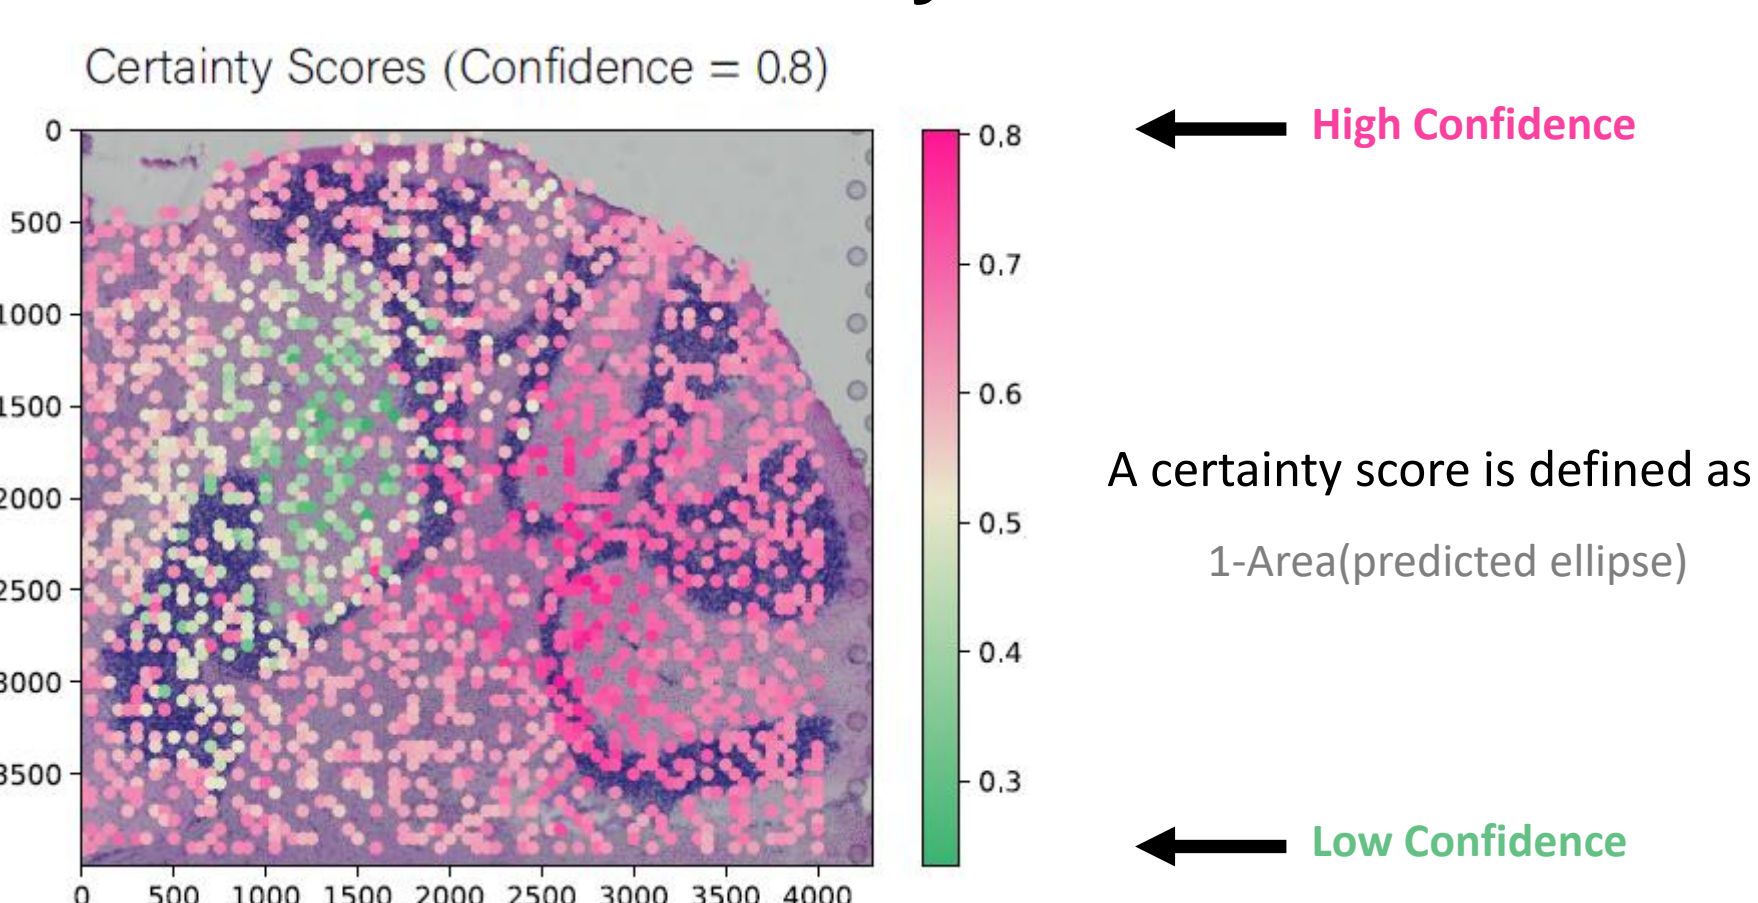 Certainty Scores (Confidence = 0.8)
High Confidence
0
500
1000
1500
2000
2500
3000
3500
0 500 1000 1500 2000 2500 3000 3500 4000
0.8
0.7
0.6
0.5
0.4
0.3
A certainty score is defined as
1-Area(predicted ellipse)
Low Confidence